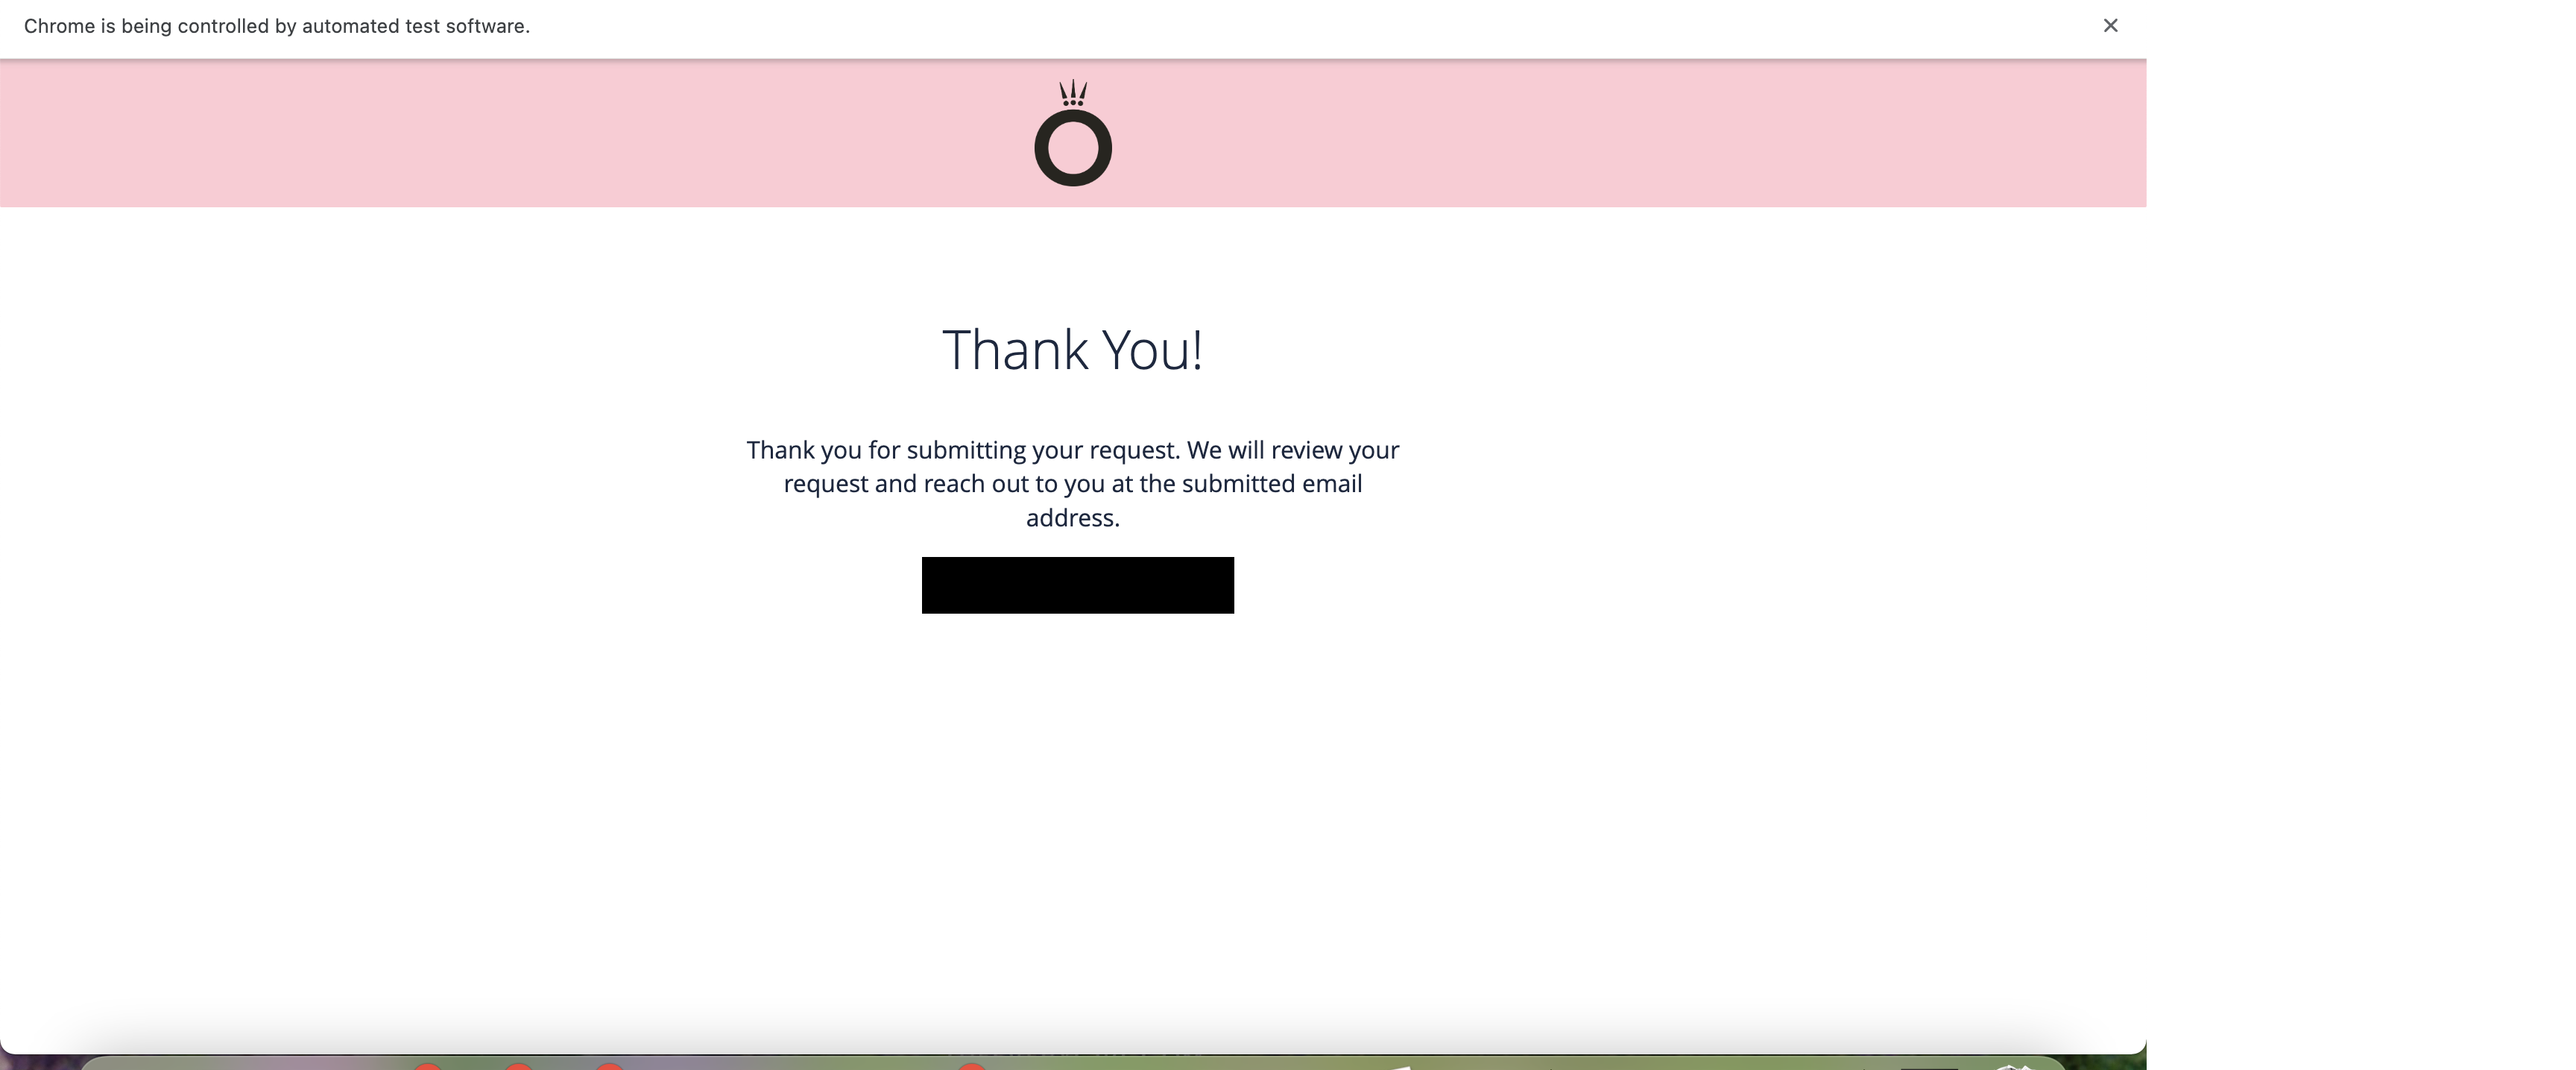 Chrome is being controlled by automated test software.
Thank You!
Thank you for submitting your request. We will review your
request and reach out to you at the submitted email
address.